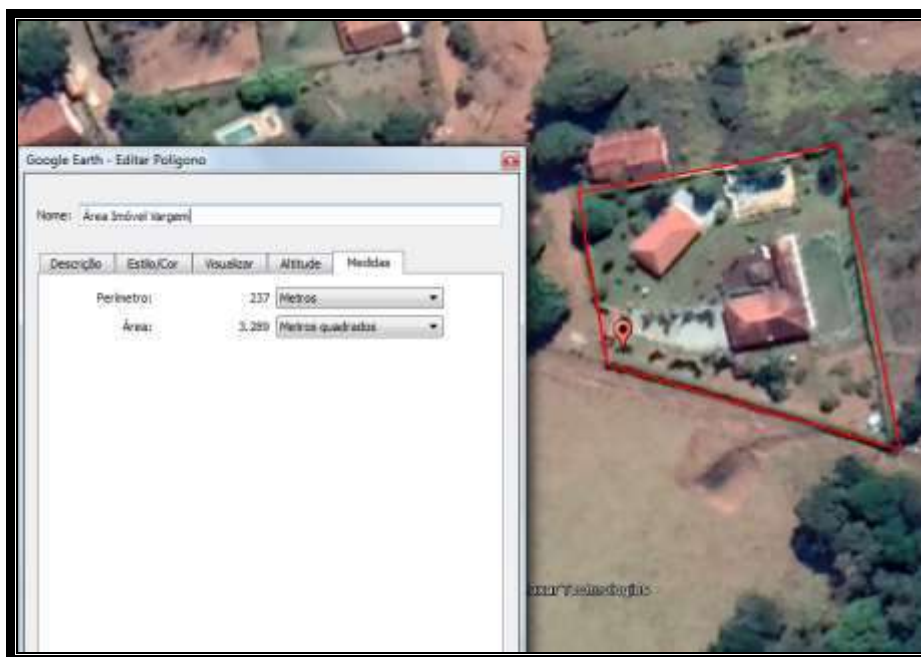 Google Earth - Editar Polígono
Nome: Área Imóvel Vargem
Descrição Estilo/Cor Visualizar Altitude Medidas
Perímetro: 237 Metros
Área: 3.289 Metros quadrados
Technologies